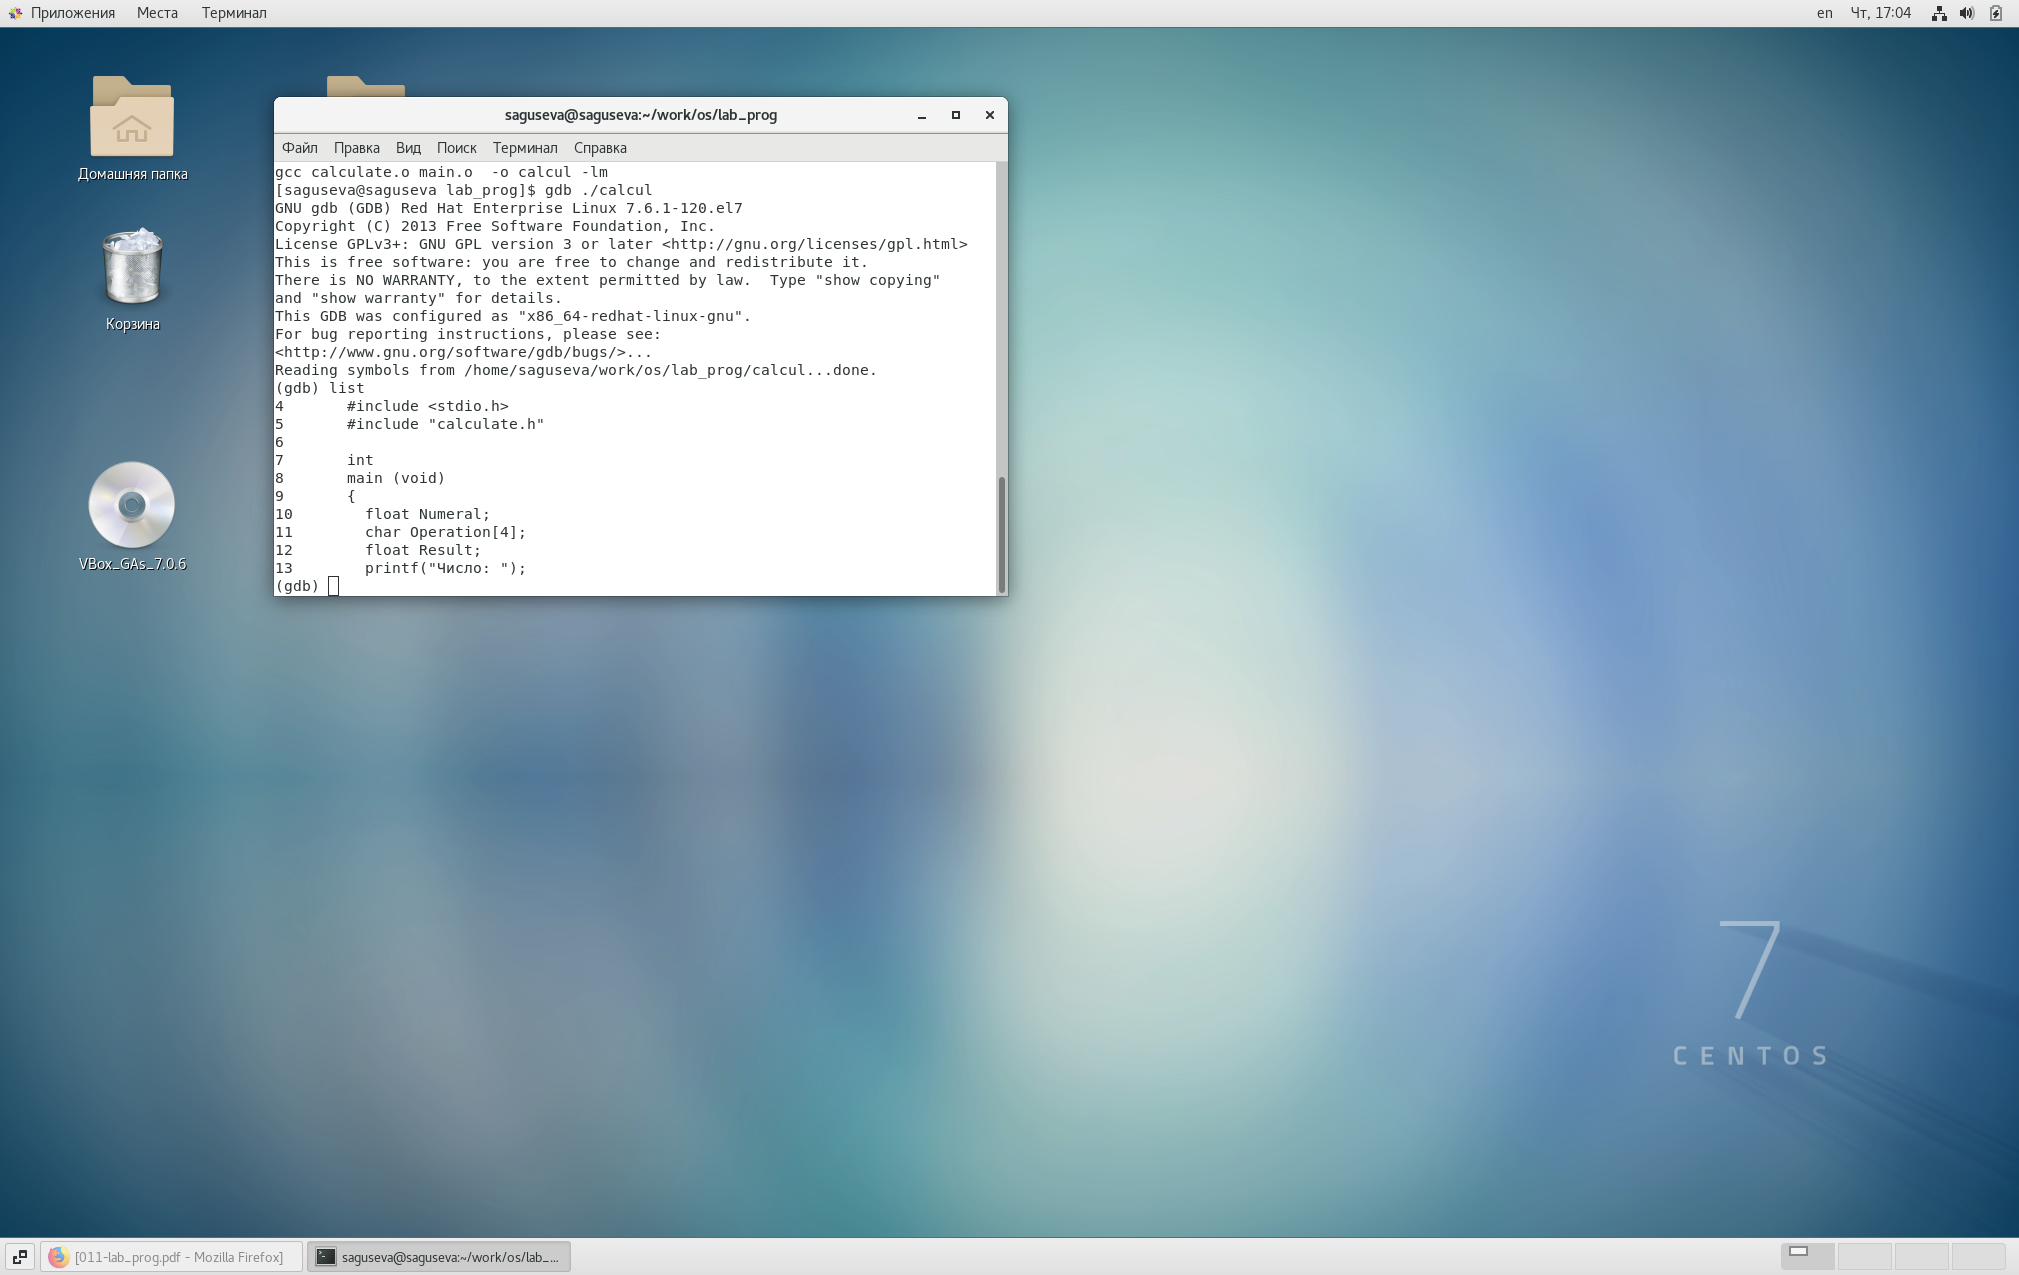 Приложения Места Терминал en Чт, 17:04
Домашняя папка
Корзина
VBox_GAs_7.0.6
saguseva@saguseva:~/work/os/lab_prog
Файл Правка Вид Поиск Терминал Справка
gcc calculate.o main.o  -o calcul -lm
[saguseva@saguseva lab_prog]$ gdb ./calcul
GNU gdb (GDB) Red Hat Enterprise Linux 7.6.1-120.el7
Copyright (C) 2013 Free Software Foundation, Inc.
License GPLv3+: GNU GPL version 3 or later <http://gnu.org/licenses/gpl.html>
This is free software: you are free to change and redistribute it.
There is NO WARRANTY, to the extent permitted by law.  Type "show copying"
and "show warranty" for details.
This GDB was configured as "x86_64-redhat-linux-gnu".
For bug reporting instructions, please see:
<http://www.gnu.org/software/gdb/bugs/>...
Reading symbols from /home/saguseva/work/os/lab_prog/calcul...done.
(gdb) list
4       #include <stdio.h>
5       #include "calculate.h"
6
7       int
8       main (void)
9       {
10        float Numeral;
11        char Operation[4];
12        float Result;
13        printf("Число: ");
(gdb)
7
CENTOS
[011-lab_prog.pdf - Mozilla Firefox] saguseva@saguseva:~/work/os/lab_...